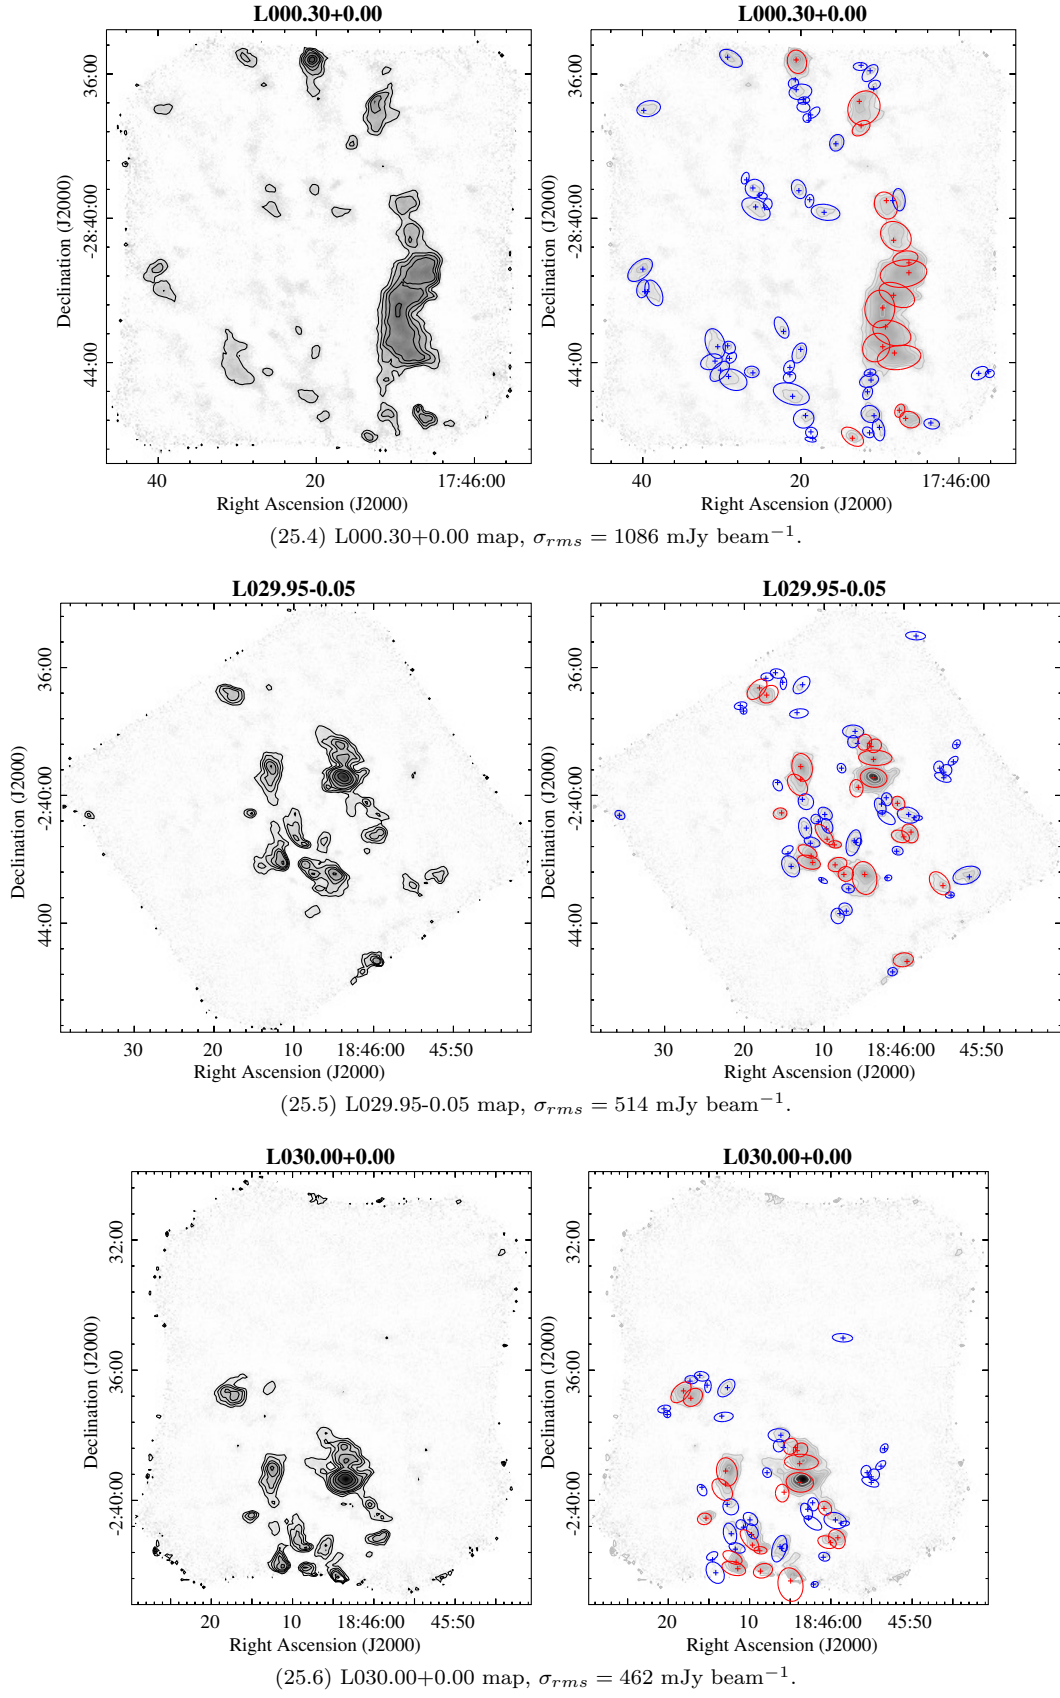 L000.30+0.00
L000.30+0.00
Declination (J2000)
36:00
-28:40:00
44:00
40
20
17:46:00
Right Ascension (J2000)
Declination (J2000)
36:00
-28:40:00
44:00
40
20
17:46:00
Right Ascension (J2000)
(25.4) L000.30+0.00 map, σrms = 1086 mJy beam−1.
L029.95-0.05
L029.95-0.05
Declination (J2000)
36:00
-2:40:00
44:00
30
20
10
18:46:00
45:50
Right Ascension (J2000)
Declination (J2000)
36:00
-2:40:00
44:00
30
20
10
18:46:00
45:50
Right Ascension (J2000)
(25.5) L029.95-0.05 map, σrms = 514 mJy beam−1.
L030.00+0.00
L030.00+0.00
Declination (J2000)
32:00
36:00
-2:40:00
20
10
18:46:00
45:50
Right Ascension (J2000)
Declination (J2000)
32:00
36:00
-2:40:00
20
10
18:46:00
45:50
Right Ascension (J2000)
(25.6) L030.00+0.00 map, σrms = 462 mJy beam−1.